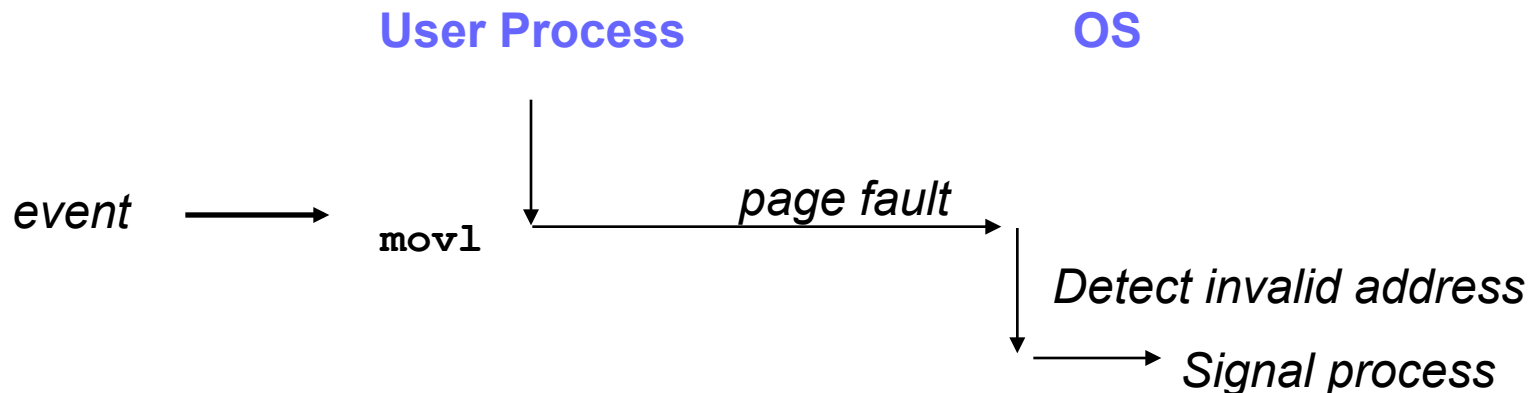 User Process OS
event movl page fault
Detect invalid address
Signal process